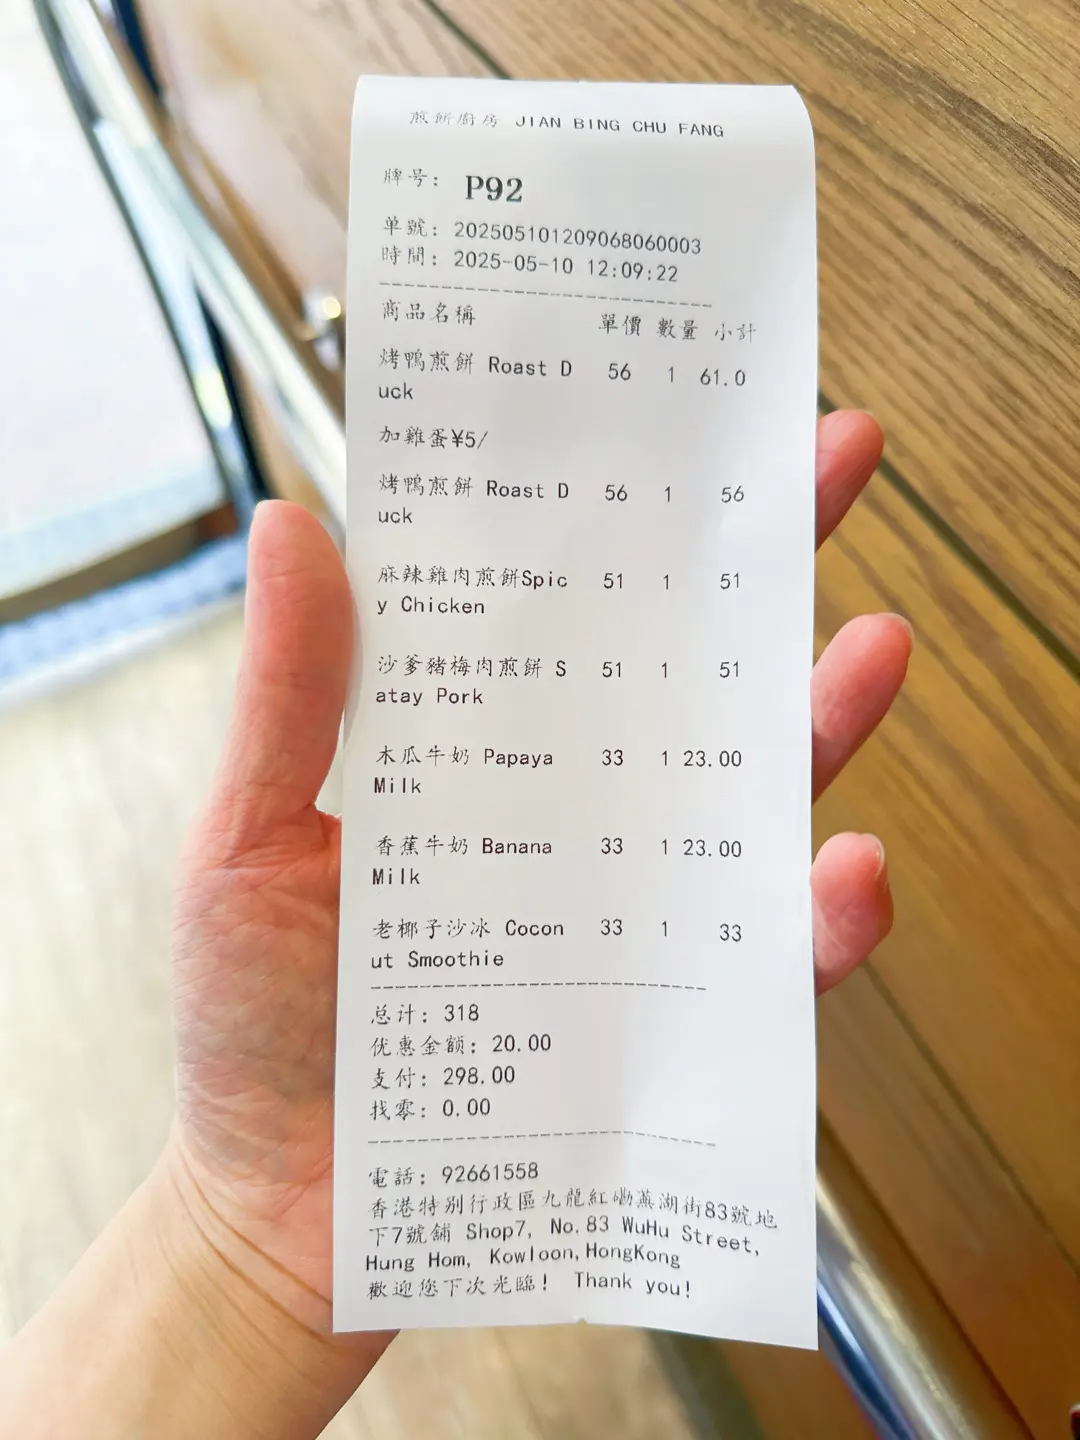 煎餅廚房 JIAN BING CHU FANG
牌号: P92
单號: 202505101209068060003
時間: 2025-05-10 12:09:22
商品名稱 單價 數量 小計
烤鴨煎餅 Roast D 56 1 61.0
uck
加雞蛋¥5/
烤鴨煎餅 Roast D 56 1 56
uck
麻辣雞肉煎餅Spic 51 1 51
y Chicken
沙爹豬梅肉煎餅 S 51 1 51
atay Pork
木瓜牛奶 Papaya 33 1 23.00
Milk
香蕉牛奶 Banana 33 1 23.00
Milk
老椰子沙冰 Cocon 33 1 33
ut Smoothie
总计: 318
优惠金额: 20.00
支付: 298.00
找零: 0.00
電話: 92661558
香港特别行政區九龍紅磡蕪湖街83號地
下7號舖 Shop7, No.83 WuHu Street,
Hung Hom, Kowloon,HongKong
歡迎您下次光臨! Thank you!